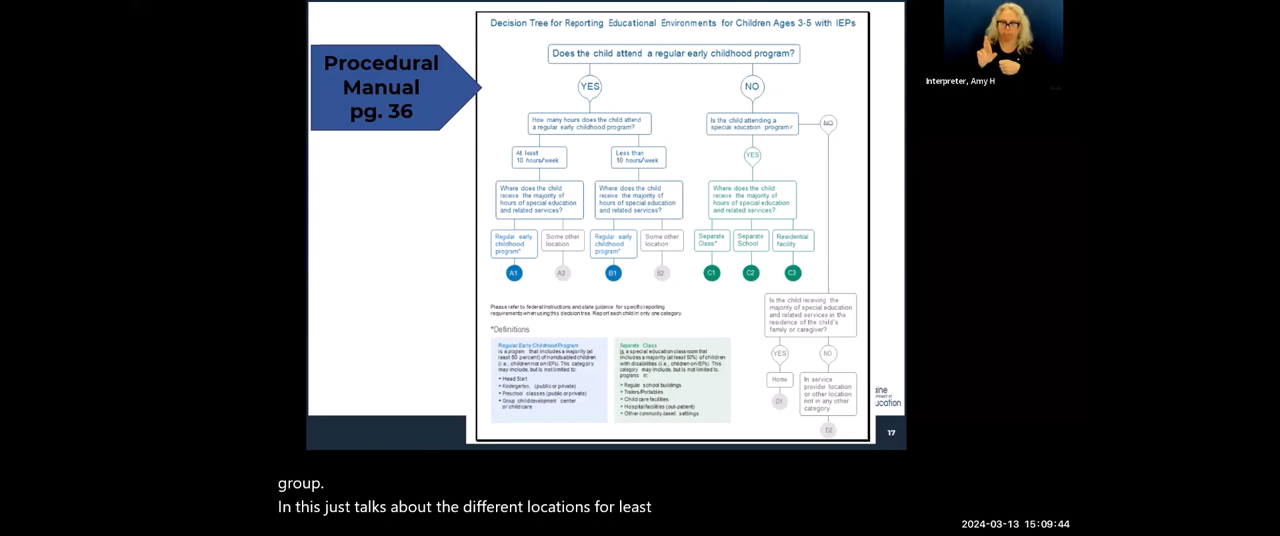 Decision Tree for Reporting Educational Environments for Children Ages 3-5 with IEPs
Procedural
Manual
pg. 36
Does the child attend a regular early childhood program?
YES
NO
How many hours does the child attend
a regular early childhood program?
Is the child attending a
special education program?
NO
At least
10 hours/week
Less than
10 hours/week
YES
Where does the child
receive the majority of
hours of special education
and related services?
Where does the child
receive the majority of
hours of special education
and related services?
Where does the child
receive the majority of
hours of special education
and related services?
Regular early
childhood
program*
Some other
location
Regular early
childhood
program*
Some other
location
Separate
Class*
Separate
School
Residential
facility
A1
A2
B1
B2
C1
C2
C3
Is the child receiving the
majority of special education
and related services in the
residence of the child's
family or caregiver?
YES
NO
Home
In service
provider location
or other location
not in any other
category.
D1
D2
Please refer to federal instructions and state guidance for specific reporting
requirements when using this decision tree. Report each child in only one category.
*Definitions
Regular Early Childhood Program
is a program that includes a majority (at
least 50 percent) of nondisabled children
(i.e., children not on IEPs). This category
may include, but is not limited to:
• Head Start
• Kindergarten, (public or private)
• Preschool classes (public or private)
• Group child development center
or child care
Separate Class
is a special education classroom that
includes a majority (at least 50%) of children
with disabilities (i.e., children on IEPs). This
category may include, but is not limited to,
programs in:
• Regular school buildings
• Trailers/Portables
• Child care facilities
• Hospital facilities (out-patient)
• Other community-based settings
aine
ucation
17
Interpreter, Amy H
group.
In this just talks about the different locations for least
2024-03-13 15:09:44